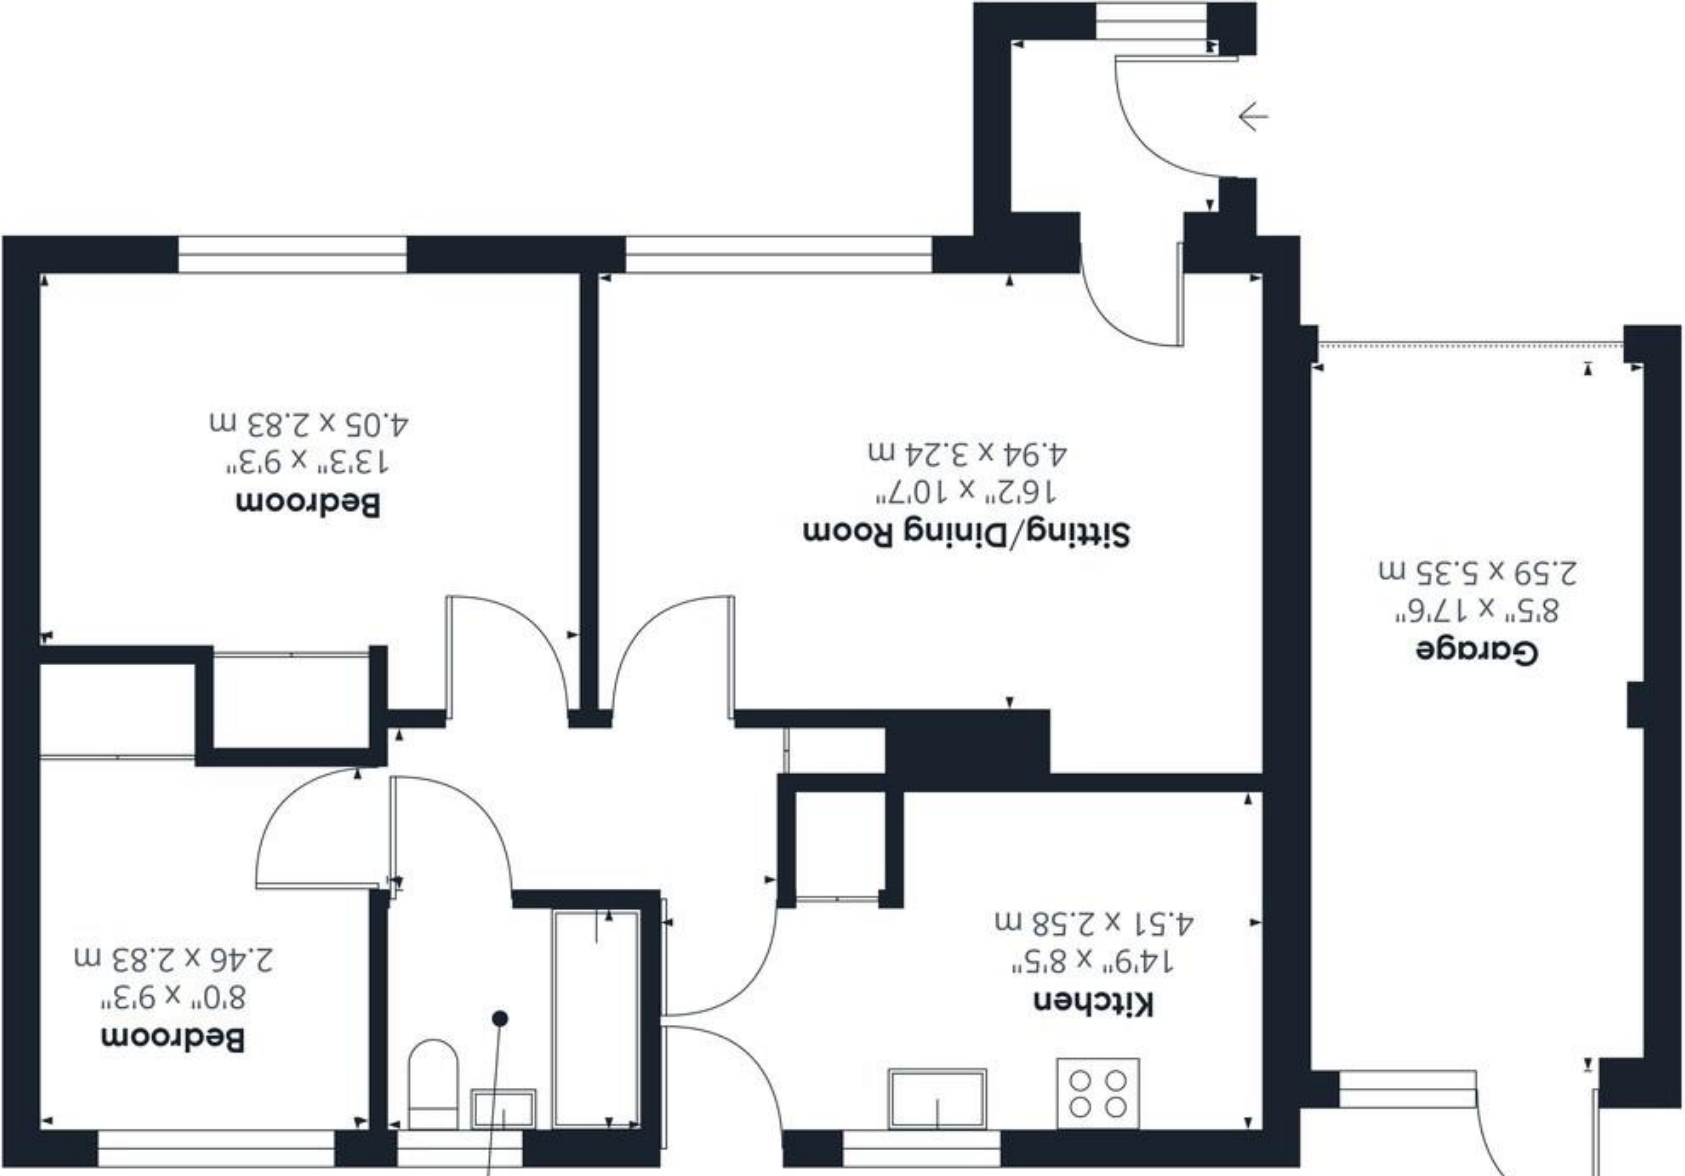 Bedroom
8'0" x 9'3"
2.46 x 2.83 m
Kitchen
14'9" x 8'5"
4.51 x 2.58 m
Garage
8'5" x 17'6"
2.59 x 5.35 m
Sitting/Dining Room
16'2" x 10'7"
4.94 x 3.24 m
Bedroom
13'3" x 9'3"
4.05 x 2.83 m